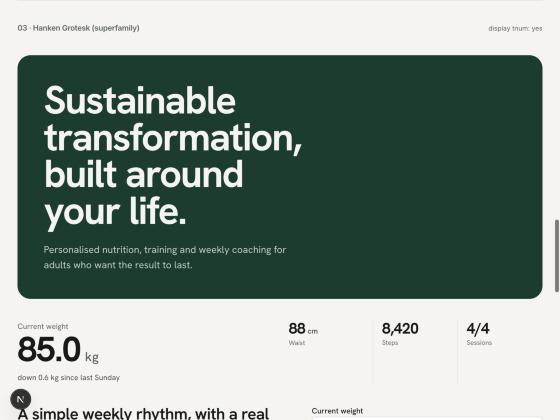 03 · Hanken Grotesk (superfamily)
display tnum: yes
Sustainable
transformation,
built around
your life.
Personalised nutrition, training and weekly coaching for
adults who want the result to last.
Current weight
85.0 kg
down 0.6 kg since last Sunday
88 cm
Waist
8,420
Steps
4/4
Sessions
N
A simple weekly rhythm, with a real
Current weight